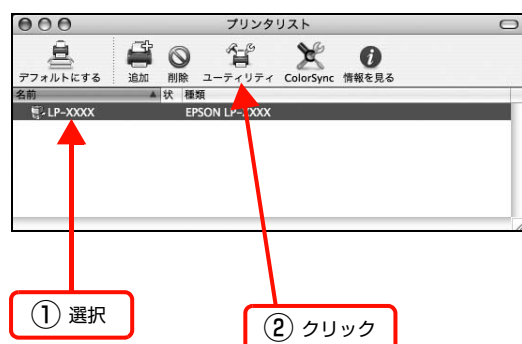 プリンタリスト
デフォルトにする 追加 削除 ユーティリティ ColorSync 情報を見る
名前 状 種類
LP-XXXX EPSON LP-XXXX
① 選択
② クリック